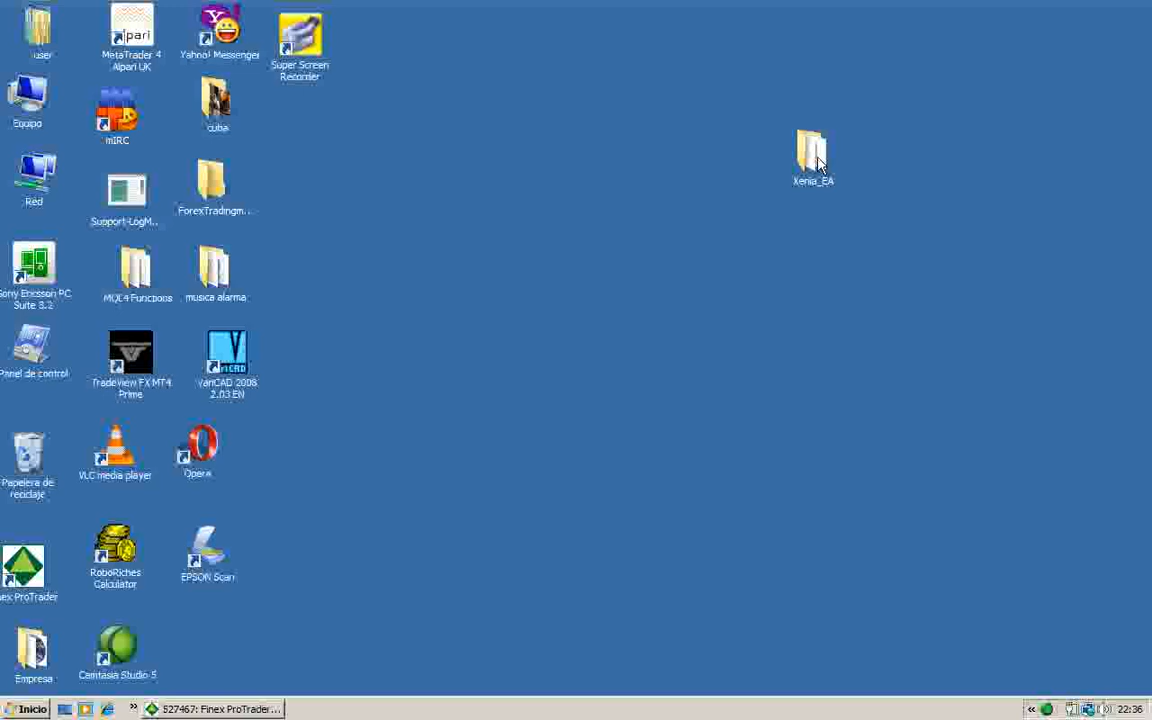 user
ipari
MetaTrader 4
Alpari UK
Yahoo! Messenger
Super Screen
Recorder
Equipo
mIRC
cuba
Xenia_EA
Red
Support-LogM...
ForexTradingm...
Sony Ericsson PC
Suite 3.2
MQL4 Functions
musica alarma
Panel de control
TradeView FX MT4
Prime
V
VariCAD 2008
2.03 EN
Papelera de
reciclaje
VLC media player
Opera
RoboRiches
Calculator
EPSON Scan
nex ProTrader
Empresa
Camtasia Studio 5
Inicio
»
527467: Finex ProTrader...
«
22:36